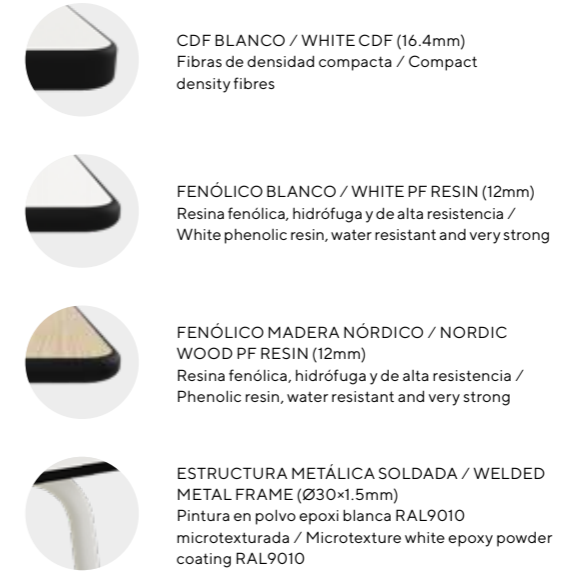 CDF BLANCO / WHITE CDF (16.4mm)
Fibras de densidad compacta / Compact
density fibres
FENÓLICO BLANCO / WHITE PF RESIN (12mm)
Resina fenólica, hidrófuga y de alta resistencia /
White phenolic resin, water resistant and very strong
FENÓLICO MADERA NÓRDICO / NORDIC
WOOD PF RESIN (12mm)
Resina fenólica, hidrófuga y de alta resistencia /
Phenolic resin, water resistant and very strong
ESTRUCTURA METÁLICA SOLDADA / WELDED
METAL FRAME (Ø30×1.5mm)
Pintura en polvo epoxi blanca RAL9010
microtexturada / Microtexture white epoxy powder
coating RAL9010